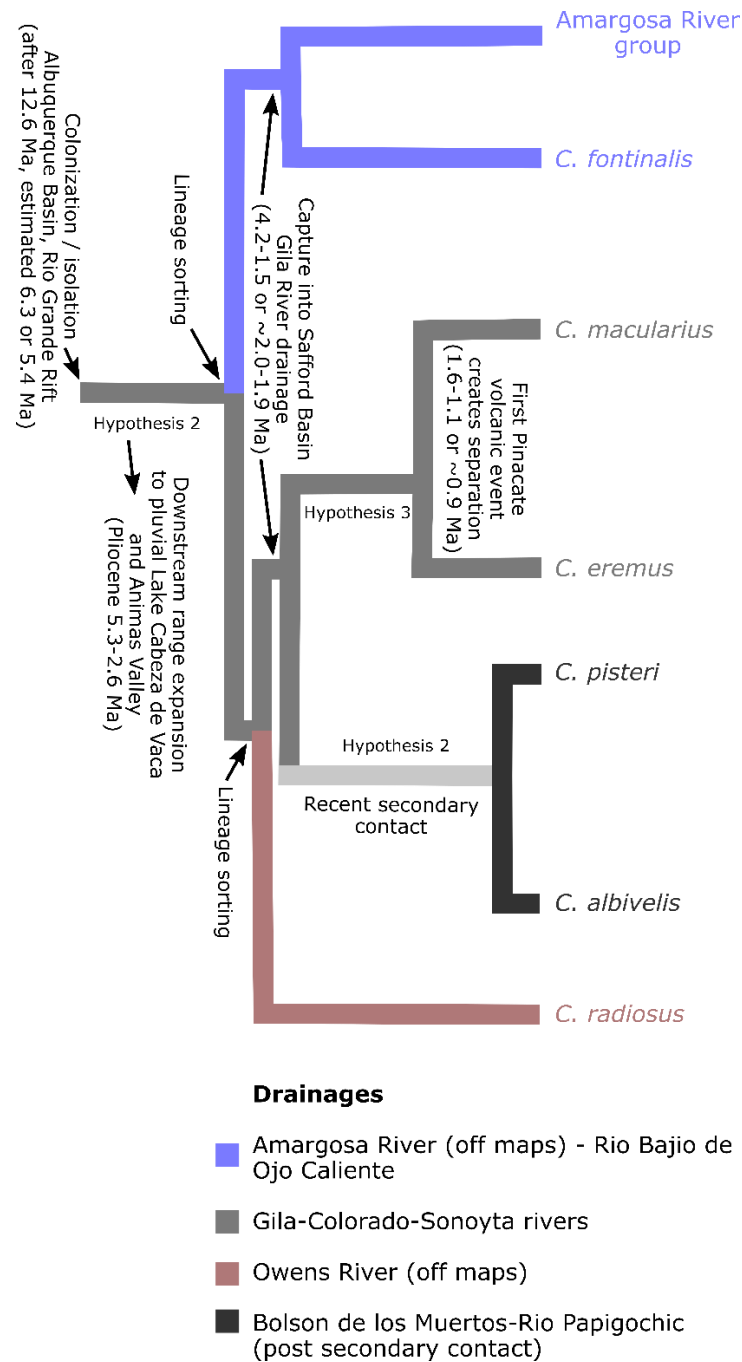 Amargosa River
group
C. fontinalis
Colonization / isolation
Albuquerque Basin, Rio Grande Rift
(after 12.6 Ma, estimated 6.3 or 5.4 Ma)
Lineage sorting
Capture into Safford Basin
Gila River drainage
(4.2-1.5 or ~2.0-1.9 Ma)
C. macularius
First Pinacate
volcanic event
creates separation
(1.6-1.1 or ~0.9 Ma)
Hypothesis 2
Hypothesis 3
Downstream range expansion
to pluvial Lake Cabeza de Vaca
and Animas Valley
(Pliocene 5.3-2.6 Ma)
C. eremus
C. pisteri
Hypothesis 2
Recent secondary
contact
Lineage sorting
C. albivelis
C. radiosus
Drainages
Amargosa River (off maps) - Rio Bajio de
Ojo Caliente
Gila-Colorado-Sonoyta rivers
Owens River (off maps)
Bolson de los Muertos-Rio Papigochic
(post secondary contact)